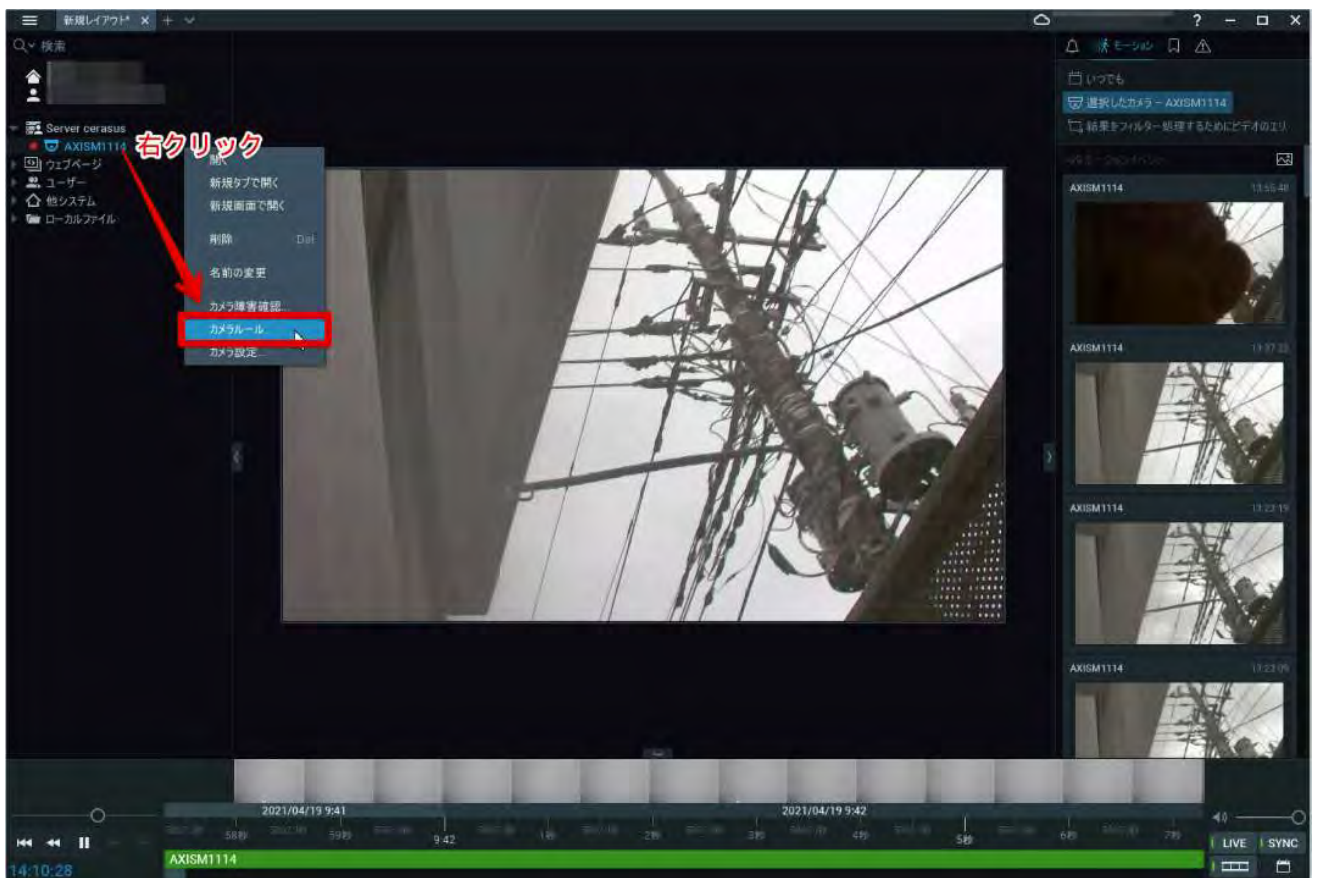 新規レイアウト*
?
検索
Server cerasus
AXISM1114
ウェブページ
ユーザー
他システム
ローカルファイル
右クリック
開く
新規タブで開く
新規画面で開く
削除 Del
名前の変更
カメラ障害確認...
カメラルール
カメラ設定...
モーション
いつでも
選択したカメラ – AXISM1114
結果をフィルター処理するためにビデオのエリ
AXISM1114 13:55:48
AXISM1114
AXISM1114 13:23:19
AXISM1114 13:23:09
2021/04/19 9:41
2021/04/19 9:42
58秒
59秒
9:42
1秒
2秒
3秒
4秒
5秒
6秒
7秒
AXISM1114
14:10:28
LIVE
SYNC